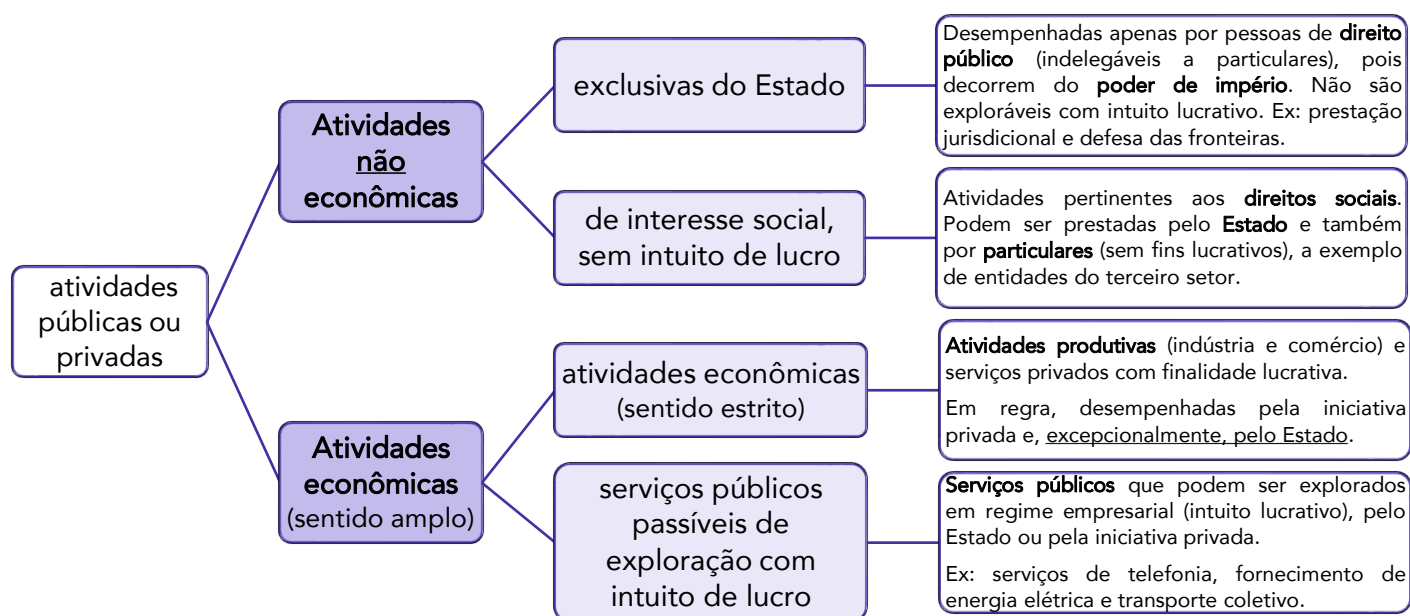 atividades
públicas ou
privadas
Atividades
não
econômicas
exclusivas do Estado
Desempenhadas apenas por pessoas de direito
público (indelegáveis a particulares), pois
decorrem do poder de império. Não são
exploráveis com intuito lucrativo. Ex: prestação
jurisdicional e defesa das fronteiras.
de interesse social,
sem intuito de lucro
Atividades pertinentes aos direitos sociais.
Podem ser prestadas pelo Estado e também
por particulares (sem fins lucrativos), a exemplo
de entidades do terceiro setor.
Atividades
econômicas
(sentido amplo)
atividades econômicas
(sentido estrito)
Atividades produtivas (indústria e comércio) e
serviços privados com finalidade lucrativa.
Em regra, desempenhadas pela iniciativa
privada e, excepcionalmente, pelo Estado.
serviços públicos
passíveis de
exploração com
intuito de lucro
Serviços públicos que podem ser explorados
em regime empresarial (intuito lucrativo), pelo
Estado ou pela iniciativa privada.
Ex: serviços de telefonia, fornecimento de
energia elétrica e transporte coletivo.